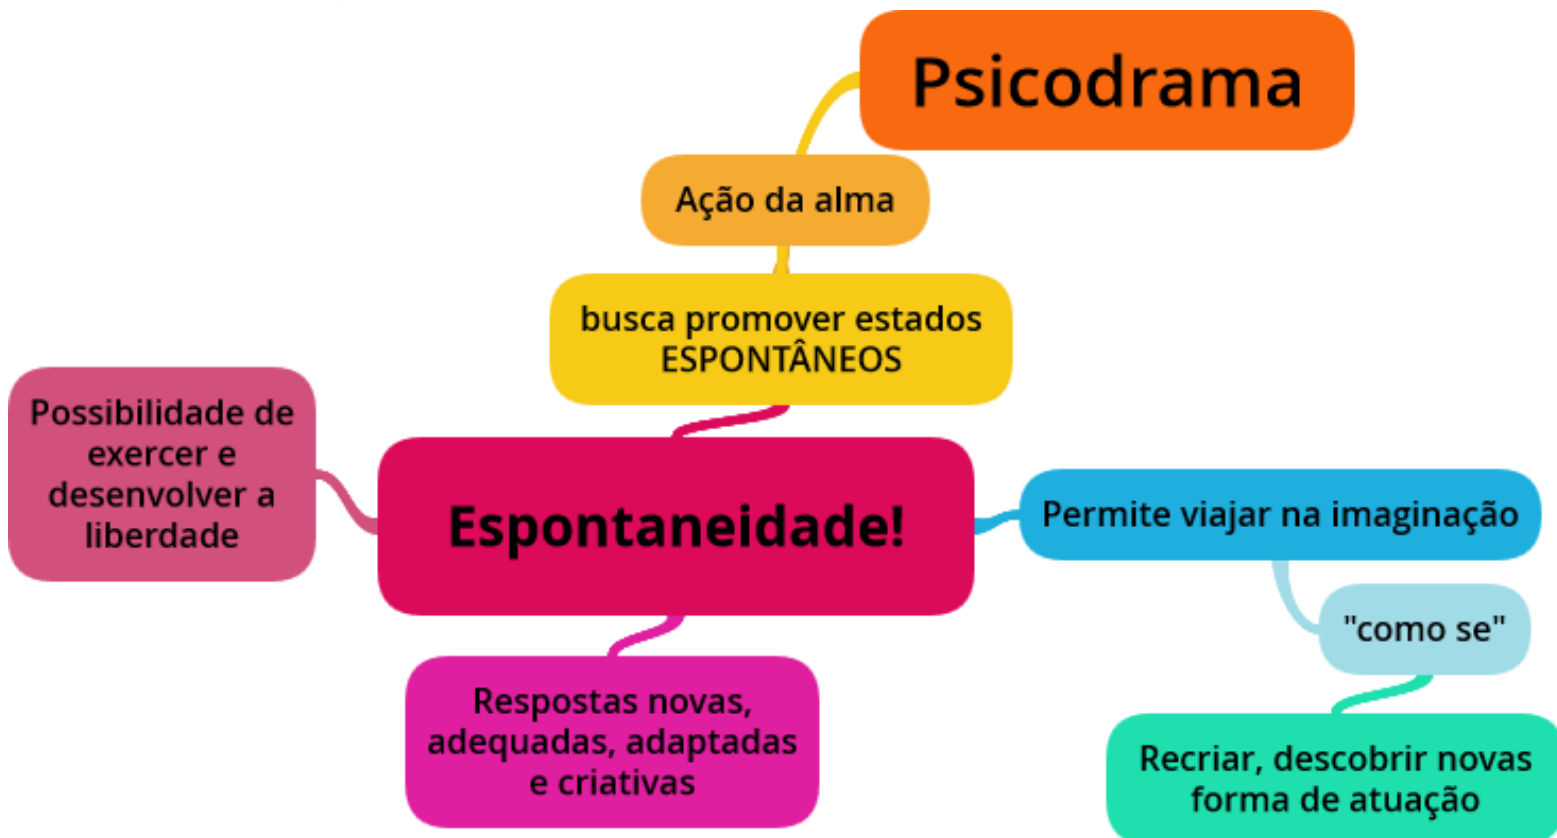 Psicodrama
Ação da alma
busca promover estados
ESPONTÂNEOS
Possibilidade de
exercer e
desenvolver a
liberdade
Espontaneidade!
Permite viajar na imaginação
"como se"
Respostas novas,
adequadas, adaptadas
e criativas
Recriar, descobrir novas
forma de atuação